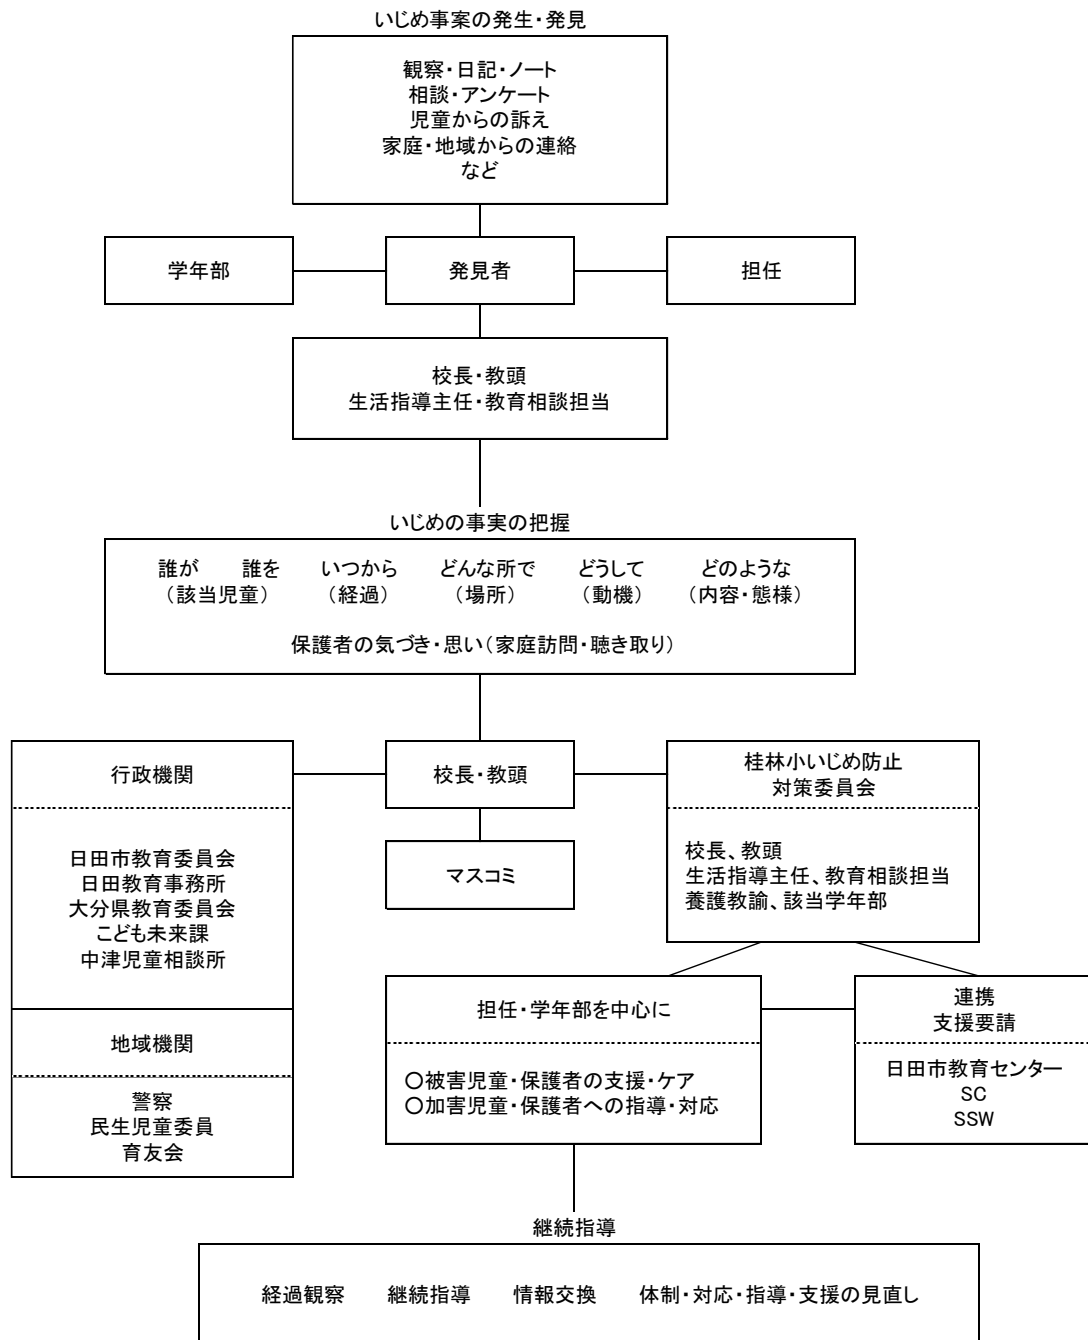 いじめ事案の発生・発見
観察・日記・ノート
相談・アンケート
児童からの訴え
家庭・地域からの連絡
など
学年部
発見者
担任
校長・教頭
生活指導主任・教育相談担当
いじめの事実の把握
誰が　誰を　いつから　どんな所で　どうして　どのような
（該当児童）　（経過）　（場所）　（動機）　（内容・態様）
保護者の気づき・思い（家庭訪問・聴き取り）
行政機関
日田市教育委員会
日田教育事務所
大分県教育委員会
こども未来課
中津児童相談所
地域機関
警察
民生児童委員
育友会
校長・教頭
マスコミ
桂林小いじめ防止
対策委員会
校長、教頭
生活指導主任、教育相談担当
養護教諭、該当学年部
担任・学年部を中心に
○被害児童・保護者の支援・ケア
○加害児童・保護者への指導・対応
連携
支援要請
日田市教育センター
SC
SSW
継続指導
経過観察　継続指導　情報交換　体制・対応・指導・支援の見直し